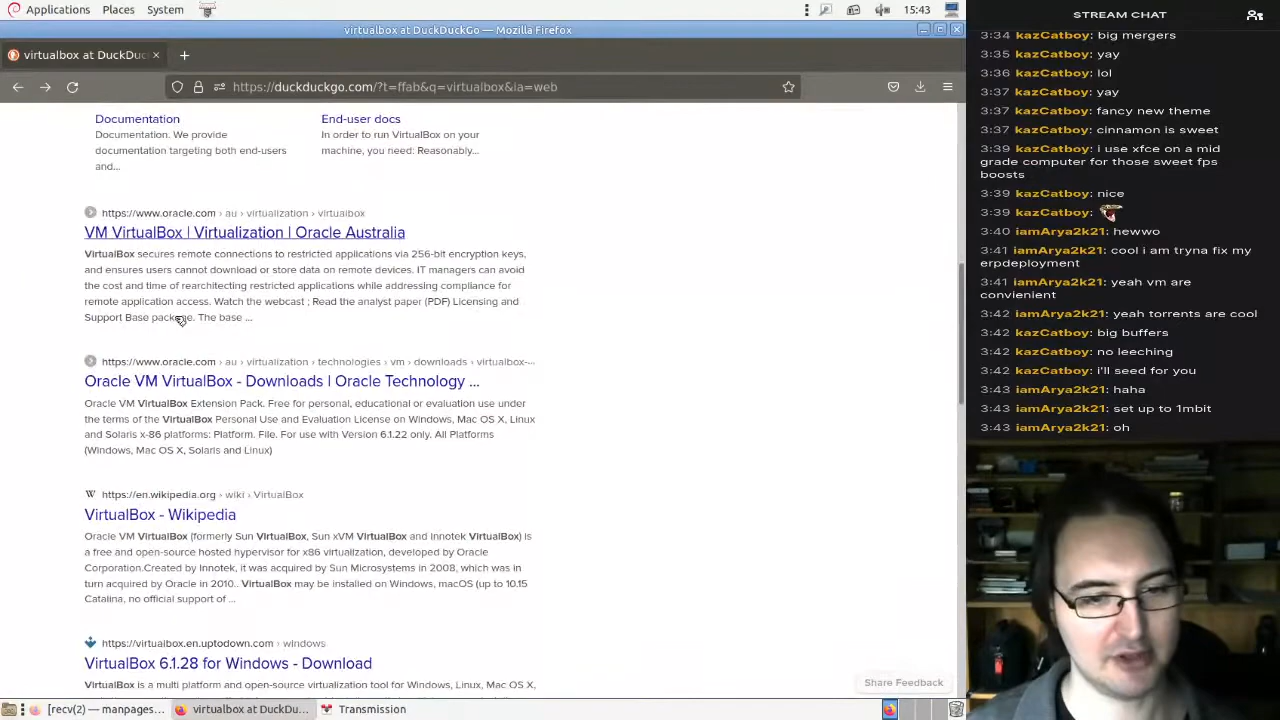 Applications Places System
15:43
virtualbox at DuckDuckGo — Mozilla Firefox
virtualbox at DuckDuc
https://duckduckgo.com/?t=ffab&q=virtualbox&ia=web
Documentation
Documentation. We provide
documentation targeting both end-users
and...
End-user docs
In order to run VirtualBox on your
machine, you need: Reasonably...
https://www.oracle.com › au › virtualization › virtualbox
VM VirtualBox | Virtualization | Oracle Australia
VirtualBox secures remote connections to restricted applications via 256-bit encryption keys,
and ensures users cannot download or store data on remote devices. IT managers can avoid
the cost and time of rearchitecting restricted applications while addressing compliance for
remote application access. Watch the webcast ; Read the analyst paper (PDF) Licensing and
Support Base package. The base ...
https://www.oracle.com › au › virtualization › technologies › vm › downloads › virtualbox-...
Oracle VM VirtualBox - Downloads | Oracle Technology ...
Oracle VM VirtualBox Extension Pack. Free for personal, educational or evaluation use under
the terms of the VirtualBox Personal Use and Evaluation License on Windows, Mac OS X, Linux
and Solaris x-86 platforms: Platform. File. For use with Version 6.1.22 only. All Platforms
(Windows, Mac OS X, Solaris and Linux)
W https://en.wikipedia.org › wiki › VirtualBox
VirtualBox - Wikipedia
Oracle VM VirtualBox (formerly Sun VirtualBox, Sun xVM VirtualBox and Innotek VirtualBox) is
a free and open-source hosted hypervisor for x86 virtualization, developed by Oracle
Corporation.Created by Innotek, it was acquired by Sun Microsystems in 2008, which was in
turn acquired by Oracle in 2010.. VirtualBox may be installed on Windows, macOS (up to 10.15
Catalina, no official support of ...
https://virtualbox.en.uptodown.com › windows
VirtualBox 6.1.28 for Windows - Download
VirtualBox is a multi platform and open-source virtualization tool for Windows, Linux, Mac OS X,
Share Feedback
[recv(2) — manpages...
virtualbox at DuckDu...
Transmission
STREAM CHAT
3:34 kazCatboy: big mergers
3:35 kazCatboy: yay
3:36 kazCatboy: lol
3:37 kazCatboy: yay
3:37 kazCatboy: fancy new theme
3:37 kazCatboy: cinnamon is sweet
3:39 kazCatboy: i use xfce on a mid
grade computer for those sweet fps
boosts
3:39 kazCatboy: nice
3:39 kazCatboy:
3:40 iamArya2k21: hewwo
3:41 iamArya2k21: cool i am tryna fix my
erpdeployment
3:41 iamArya2k21: yeah vm are
convienient
3:42 iamArya2k21: yeah torrents are cool
3:42 kazCatboy: big buffers
3:42 kazCatboy: no leeching
3:42 kazCatboy: i'll seed for you
3:43 iamArya2k21: haha
3:43 iamArya2k21: set up to 1mbit
3:43 iamArya2k21: oh